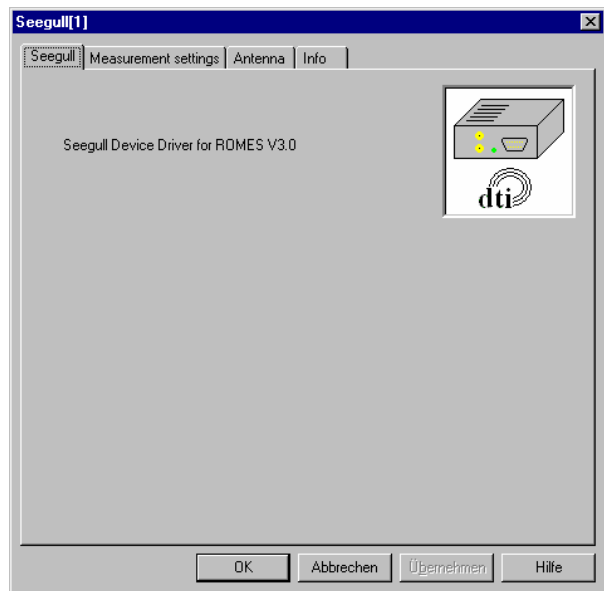 Seegull[1]
Seegull Measurement settings Antenna Info
Seegull Device Driver for ROMES V3.0
dti
OK Abbrechen Übernehmen Hilfe